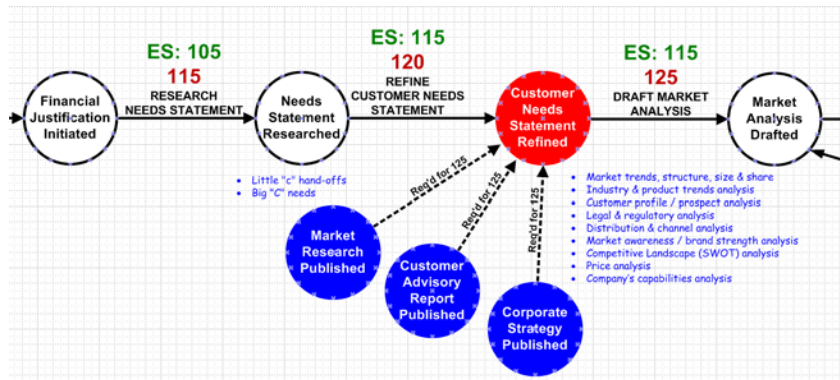 ES: 105
115
RESEARCH
NEEDS STATEMENT
ES: 115
120
REFINE
CUSTOMER NEEDS
STATEMENT
ES: 115
125
DRAFT MARKET
ANALYSIS
Financial
Justification
Initiated
Needs
Statement
Researched
Customer
Needs
Statement
Refined
Market
Analysis
Drafted
• Little "c" hand-offs
• Big "C" needs
Req'd for 125
Req'd for 125
Req'd for 125
Market
Research
Published
Customer
Advisory
Report
Published
Corporate
Strategy
Published
• Market trends, structure, size & share
• Industry & product trends analysis
• Customer profile / prospect analysis
• Legal & regulatory analysis
• Distribution & channel analysis
• Market awareness / brand strength analysis
• Competitive Landscape (SWOT) analysis
• Price analysis
• Company's capabilities analysis